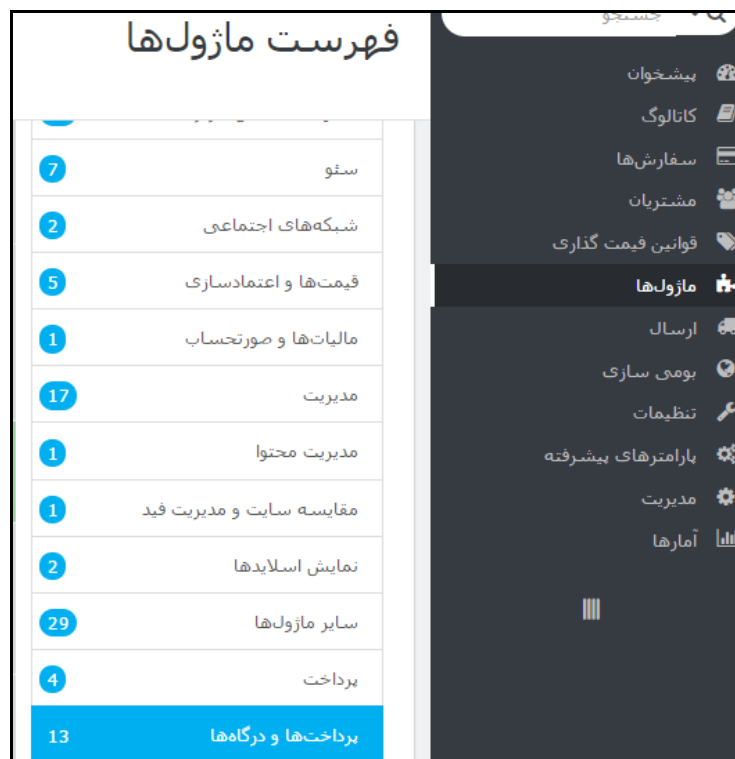 جستجو
پیشخوان
کاتالوگ
سفارش‌ها
مشتریان
قوانین قیمت گذاری
ماژول‌ها
ارسال
بومی سازی
تنظیمات
پارامترهای پیشرفته
مدیریت
آمارها
فهرست ماژول‌ها
سئو 7
شبکه‌های اجتماعی 2
قیمت‌ها و اعتمادسازی 5
مالیات‌ها و صورتحساب 1
مدیریت 17
مدیریت محتوا 1
مقایسه سایت و مدیریت فید 1
نمایش اسلایدها 2
سایر ماژول‌ها 29
پرداخت 4
پرداخت‌ها و درگاه‌ها 13